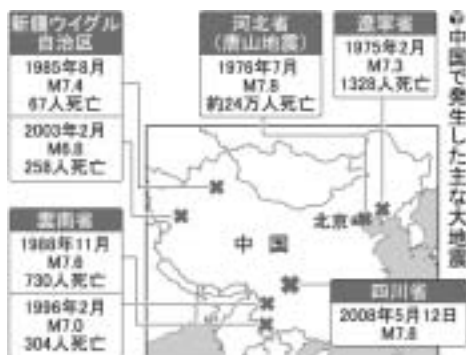 中国で発生した主な大地震
新疆ウイグル
自治区
1985年8月
M7.4
67人死亡
2003年2月
M6.8
258人死亡
河北省
(唐山地震)
1976年7月
M7.8
約24万人死亡
遼寧省
1975年2月
M7.3
1328人死亡
北京
中国
雲南省
1988年11月
M7.6
730人死亡
1996年2月
M7.0
304人死亡
四川省
2008年5月12日
M7.8